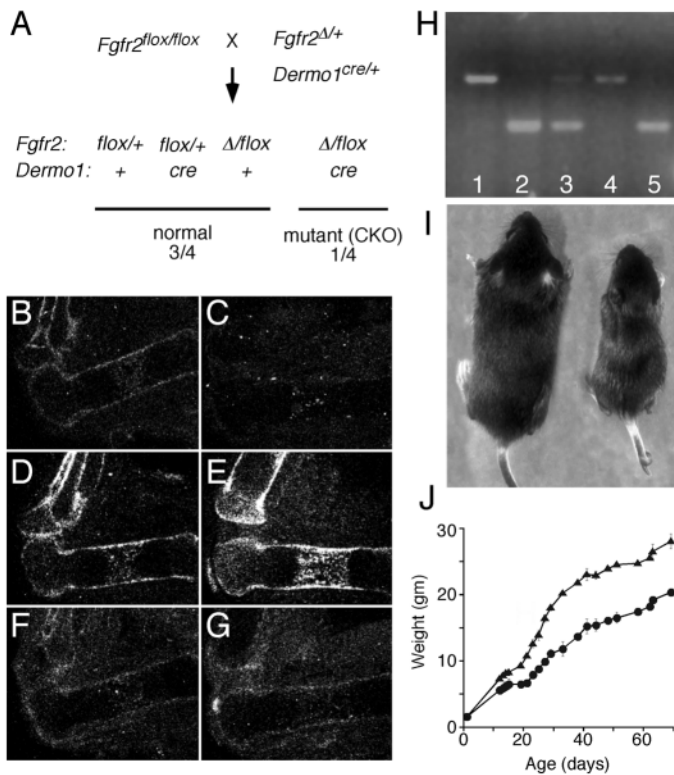 A
Fgfr2flox/flox X Fgfr2Δ/+
Dermo1cre/+
Fgfr2: flox/+ flox/+ Δ/flox Δ/flox
Dermo1: + cre + cre
normal mutant (CKO)
3/4 1/4
B C
D E
F G
H
1 2 3 4 5
I
J
30
20
10
0
Weight (gm)
0 20 40 60
Age (days)